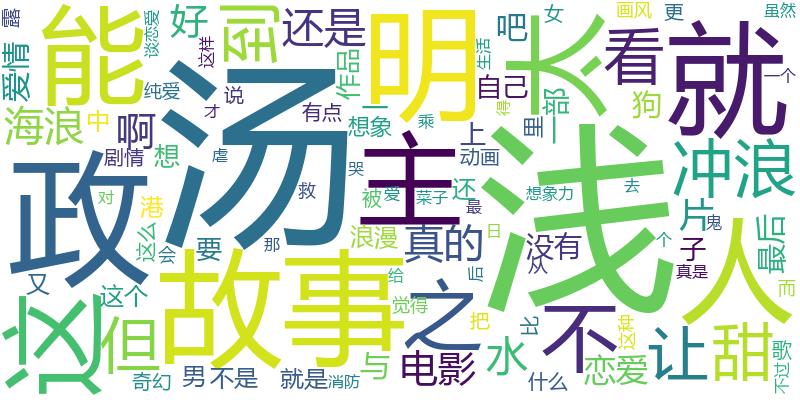 露
谈恋爱
爱情
能
好
这样
到
还是
作品
明
吧
女
大
画风
更
看
就
虽然
纯爱
才
说
有点
一
自己
生活
得
一部
狗
一个
海浪
中
啊
想象
乘
上
里
冲浪
剧情
想
虐
汤
哭
主
动画
浅
片
政
对
港
救
被
爱
菜子
还
最
想象力
去
个
鬼
最后
这么
会
要
那
浪漫
真的
日
没有
从
子
真是
人
又
这个
故事
给
觉得
之
后
把
比
不
这种
让
甜
而
这
但
奇幻
男
不是
就是
消防
与
电影
水
什么
恋爱
不过
歌